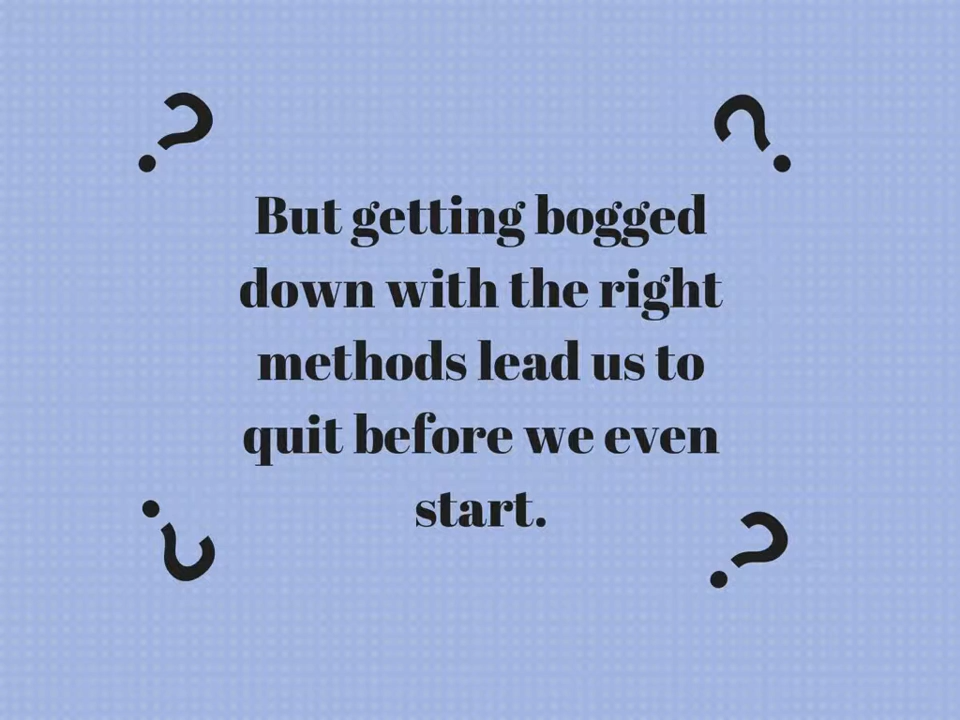 ? ?
But getting bogged
down with the right
methods lead us to
quit before we even
start.
? ?